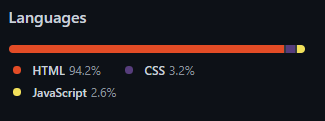 Languages
HTML 94.2% CSS 3.2%
JavaScript 2.6%